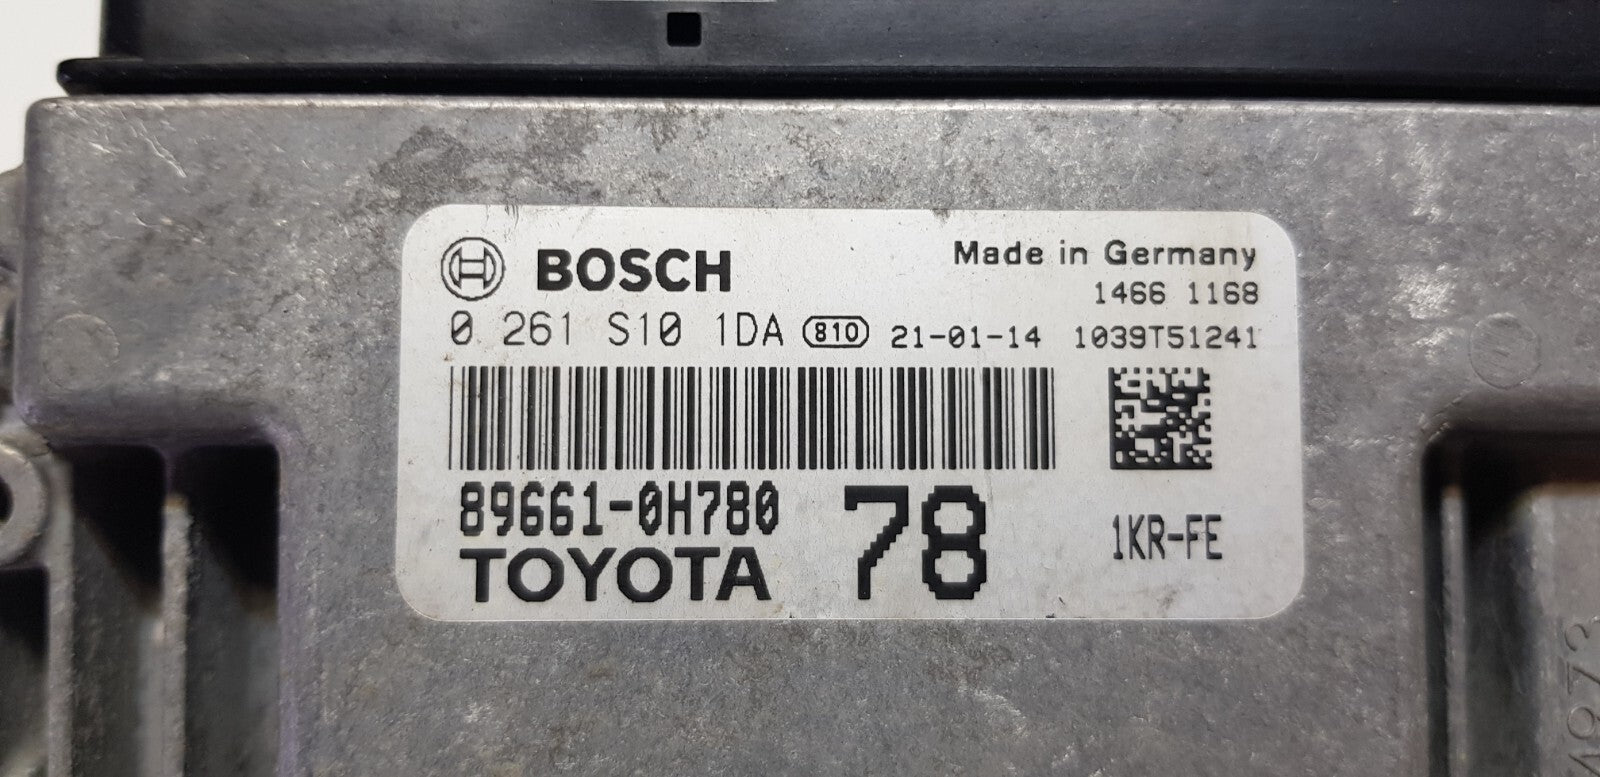 BOSCH
Made in Germany
1466 1168
0 261 S10 1DA 810 21-01-14 1039T51241
89661-0H780
TOYOTA
78
1KR-FE